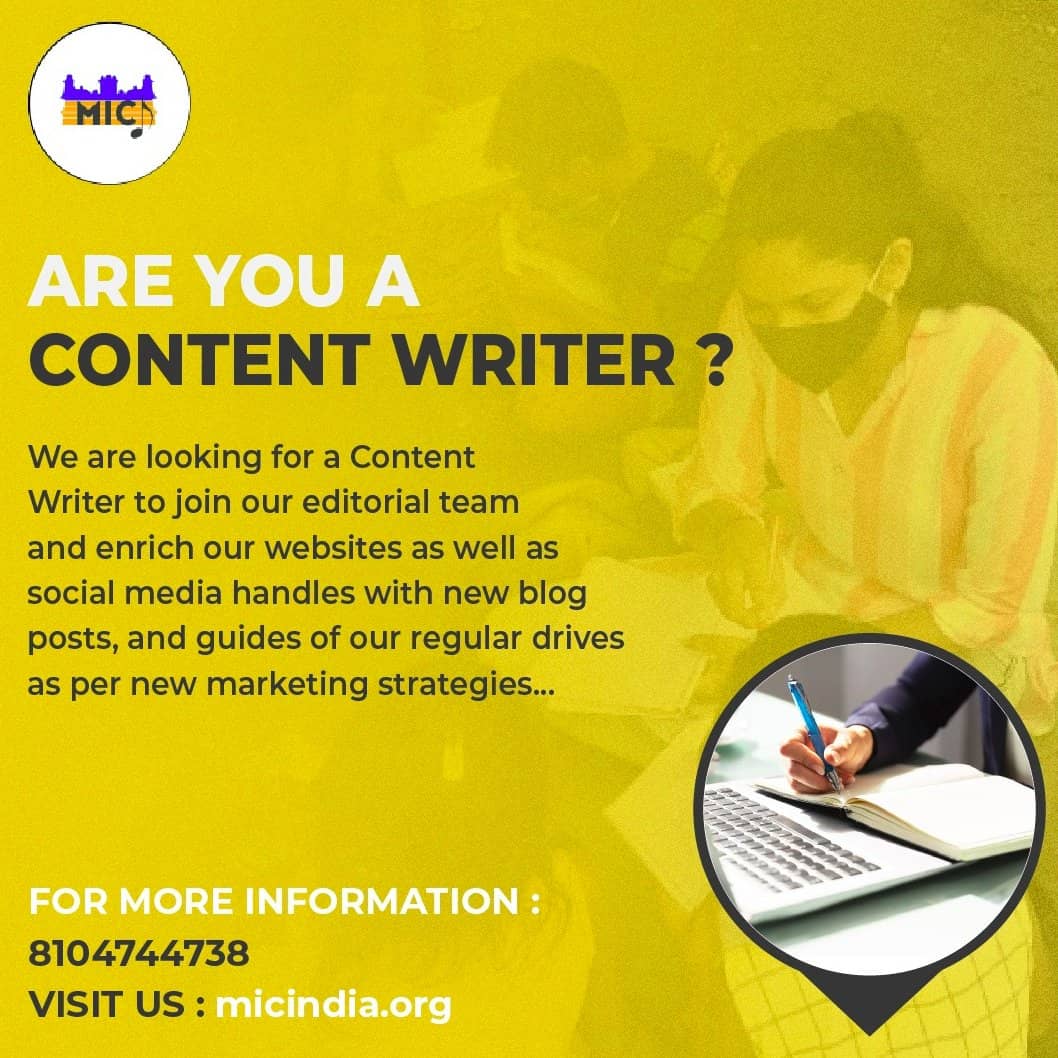 MIC
ARE YOU A
CONTENT WRITER ?
We are looking for a Content
Writer to join our editorial team
and enrich our websites as well as
social media handles with new blog
posts, and guides of our regular drives
as per new marketing strategies...
FOR MORE INFORMATION :
8104744738
VISIT US : micindia.org